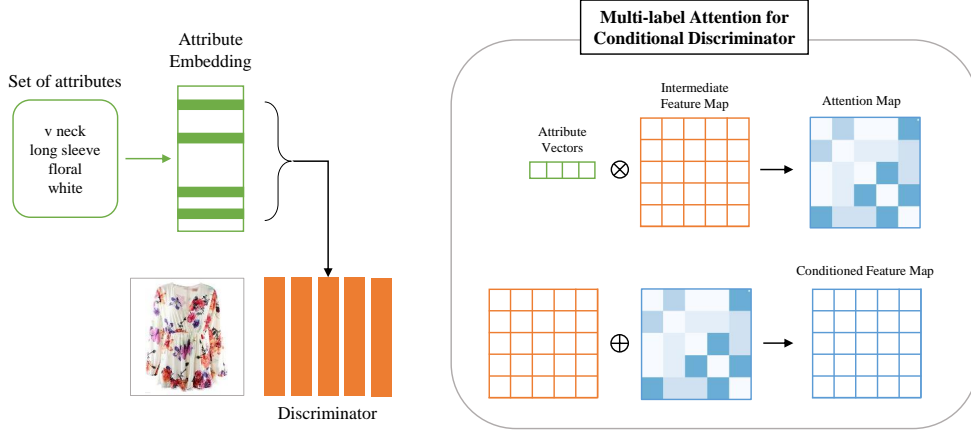 Set of attributes
v neck
long sleeve
floral
white
Attribute
Embedding
Discriminator
Multi-label Attention for
Conditional Discriminator
Attribute
Vectors
Intermediate
Feature Map
Attention Map
Conditioned Feature Map